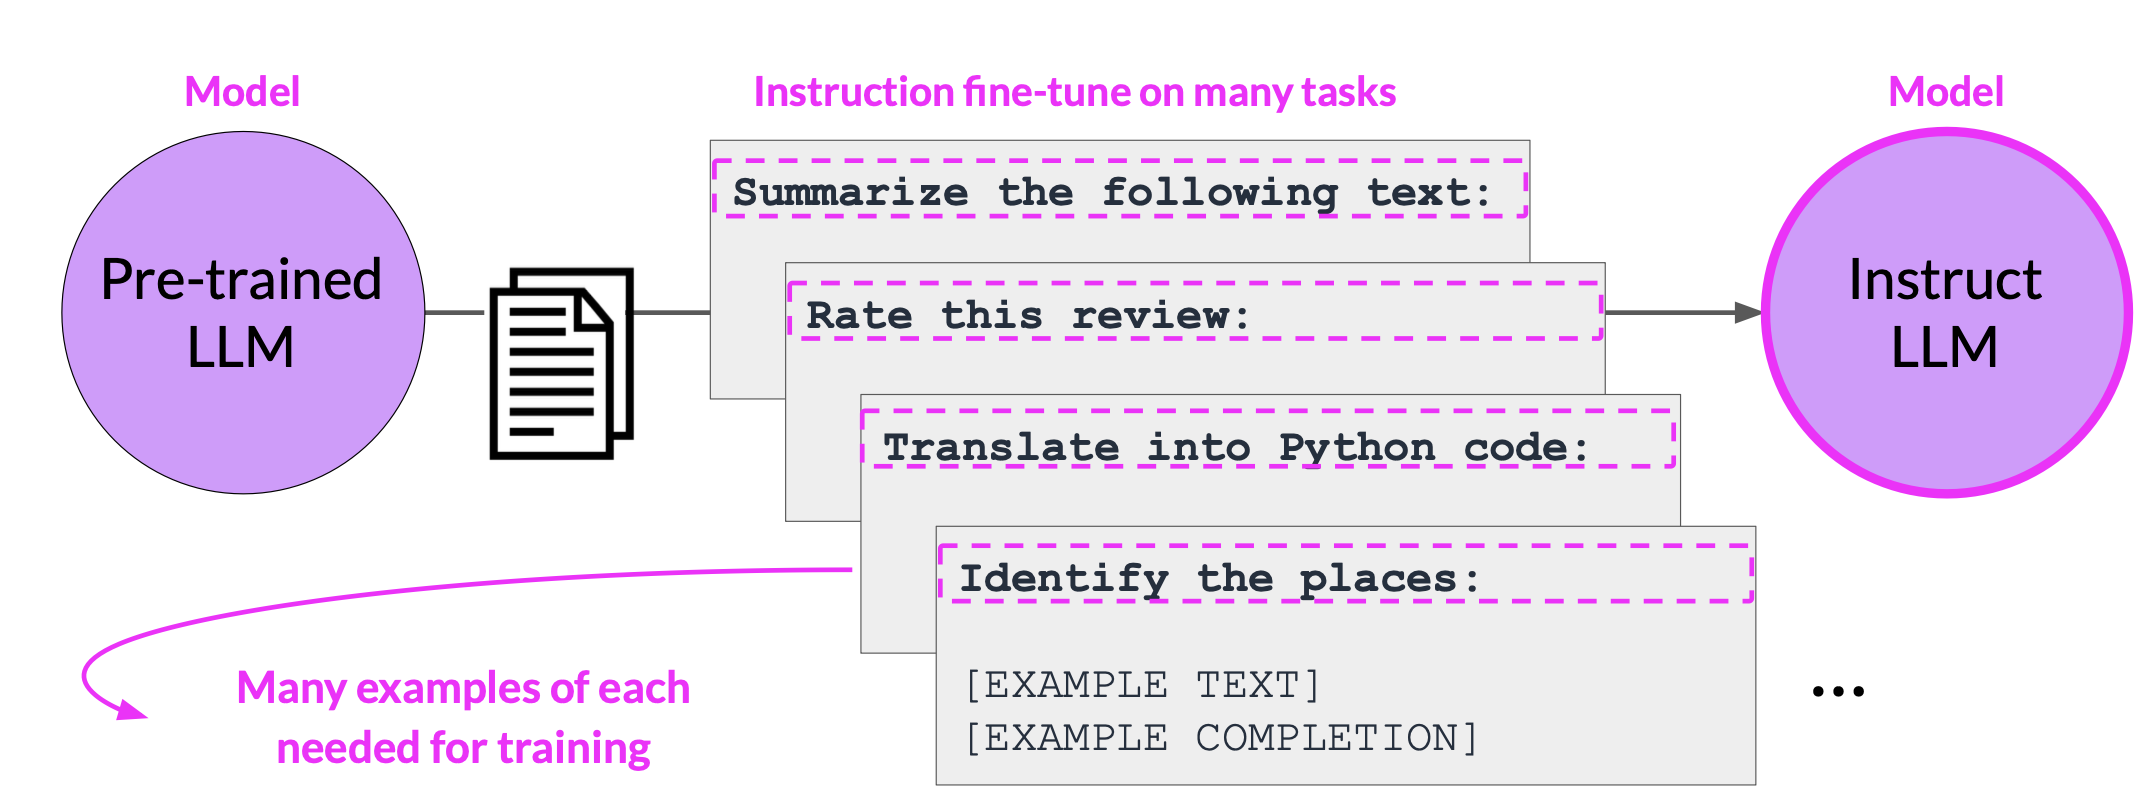 Model
Instruction fine-tune on many tasks
Model
Pre-trained
LLM
Summarize the following text:
Rate this review:
Translate into Python code:
Identify the places:
[EXAMPLE TEXT]
[EXAMPLE COMPLETION]
Instruct
LLM
Many examples of each
needed for training
...